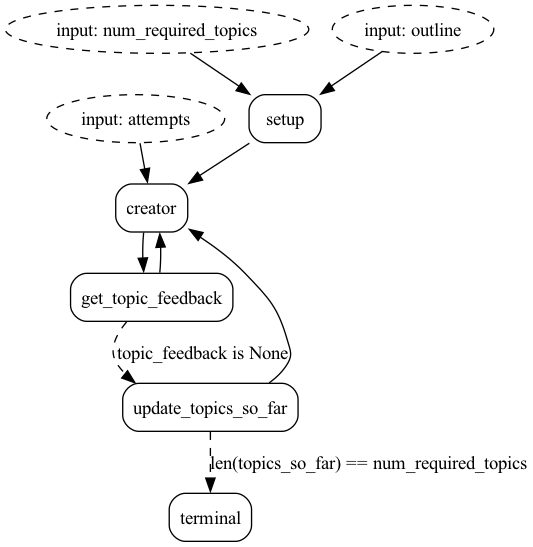 input: num_required_topics
input: outline
input: attempts
setup
creator
get_topic_feedback
topic_feedback is None
update_topics_so_far
len(topics_so_far) == num_required_topics
terminal